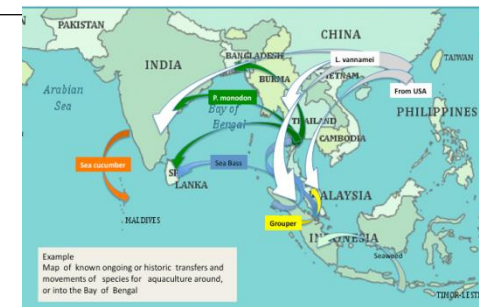 PAKISTAN
CHINA
BANGLADESH
L. vannamei
TAIWAN
INDIA
BURMA
VIETNAM
Arabian
Sea
From USA
P. monodon
Bay of
Bengal
PHILIPPINES
THAILAND
CAMBODIA
Sea cucumber
Sea Bass
SRI
LANKA
MALAYSIA
MALDIVES
Grouper
INDONESIA
Seaweed
TIMOR-LESTE
Example
Map of known ongoing or historic transfers and
movements of species for aquaculture around,
or into the Bay of Bengal